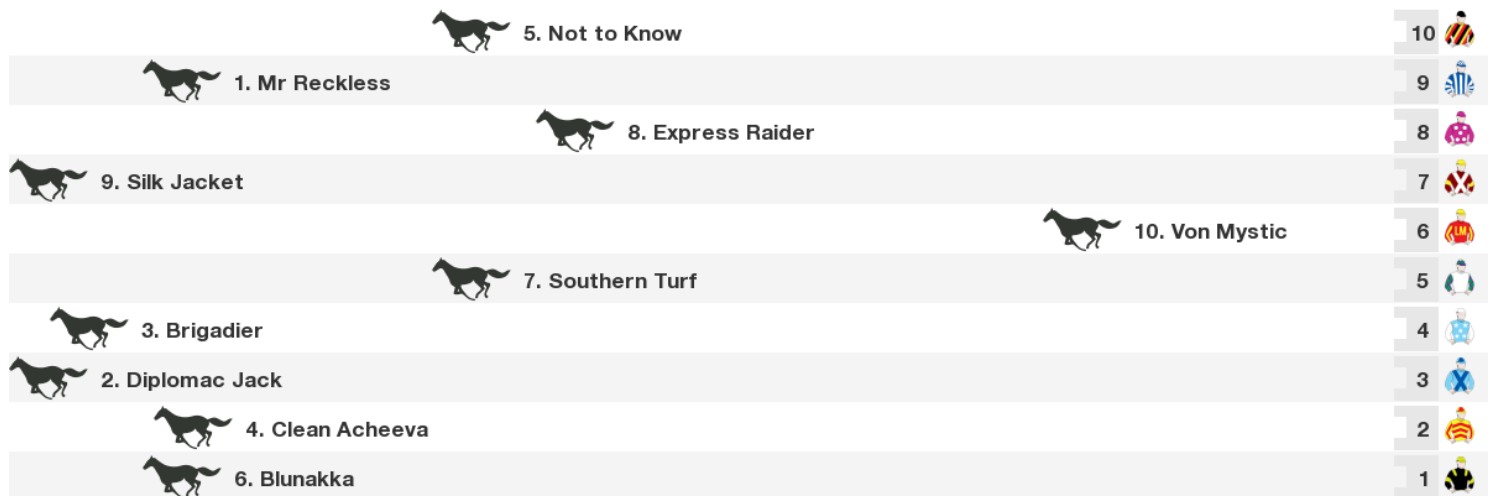 5. Not to Know 10
1. Mr Reckless 9
8. Express Raider 8
9. Silk Jacket 7
10. Von Mystic 6 LM
7. Southern Turf 5
3. Brigadier 4
2. Diplomac Jack 3
4. Clean Acheeva 2
6. Blunakka 1